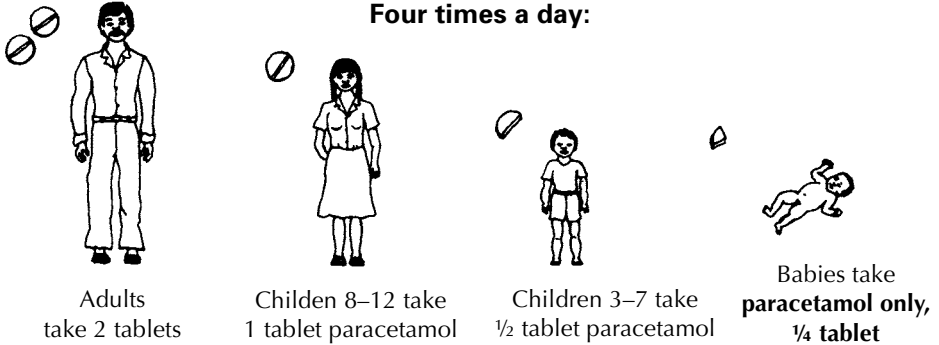 Four times a day:
Adults
take 2 tablets
Childen 8–12 take
1 tablet paracetamol
Children 3–7 take
½ tablet paracetamol
Babies take
paracetamol only,
¼ tablet